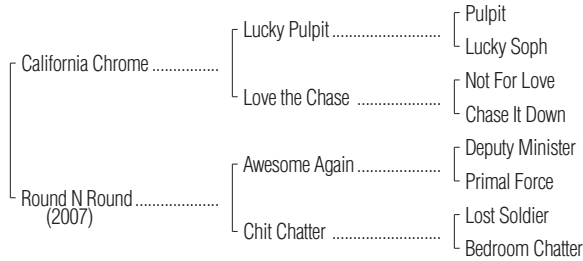 Pulpit
Lucky Pulpit ........................
Lucky Soph
California Chrome ................
Not For Love
Love the Chase ..................
Chase It Down
Deputy Minister
Awesome Again ..................
Primal Force
Round N Round ....................
(2007)
Lost Soldier
Chit Chatter ........................
Bedroom Chatter